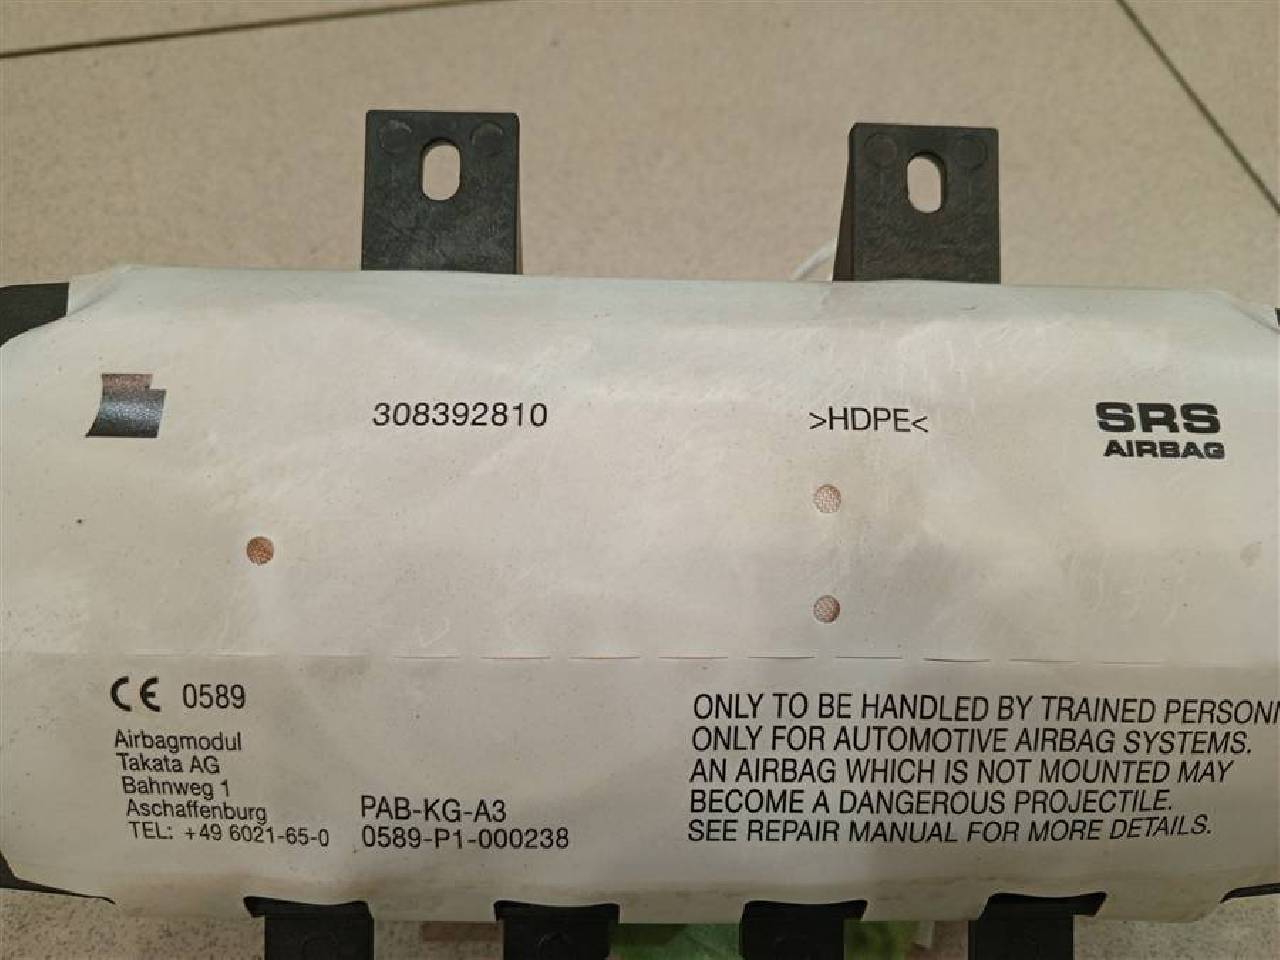 308392810
>HDPE<
SRS
AIRBAG
CE 0589
Airbagmodul
Takata AG
Bahnweg 1
Aschaffenburg
TEL: +49 6021-65-0
PAB-KG-A3
0589-P1-000238
ONLY TO BE HANDLED BY TRAINED
ONLY FOR AUTOMOTIVE AIRBAG SYSTEMS.
AN AIRBAG WHICH IS NOT MOUNTED MAY
BECOME A DANGEROUS PROJECTILE.
SEE REPAIR MANUAL FOR MORE DETAILS.